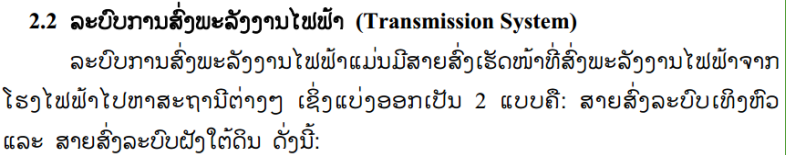 2.2 ລະບົບການສົ່ງພະລັງງານໄຟຟ້າ (Transmission System)
ລະບົບການສົ່ງພະລັງງານໄຟຟ້າແມ່ນມີສາຍສົ່ງເຮັດໜ້າທີ່ສົ່ງພະລັງງານໄຟຟ້າຈາກ
ໂຮງໄຟຟ້າໄປຫາສະຖານີຕ່າງໆ ເຊິ່ງແບ່ງອອກເປັນ 2 ແບບຄື: ສາຍສົ່ງລະບົບເທິງຫົວ
ແລະ ສາຍສົ່ງລະບົບຝັງໃຕ້ດິນ ດັ່ງນີ້: